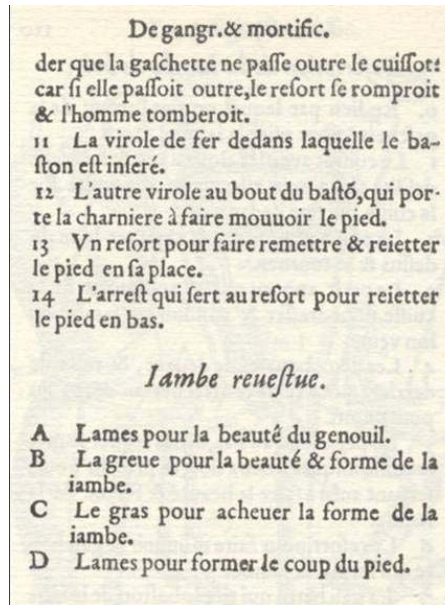 De gangr. & mortific.
der que la gaſchette ne paſſe outre le cuiſſot:
car ſi elle paſſoit outre, le reſort ſe romproit
& l'homme tomberoit.
11 La virole de fer dedans laquelle le ba-
ſton eſt inſeré.
12 L'autre virole au bout du baſtõ, qui por-
te la charniere à faire mouuoir le pied.
13 Vn reſort pour faire remettre & reietter
le pied en ſa place.
14 L'arreſt qui ſert au reſort pour reietter
le pied en bas.
Iambe reueſtue.
A Lames pour la beauté du genouil.
B La greue pour la beauté & forme de la
iambe.
C Le gras pour acheuer la forme de la
iambe.
D Lames pour former le coup du pied.